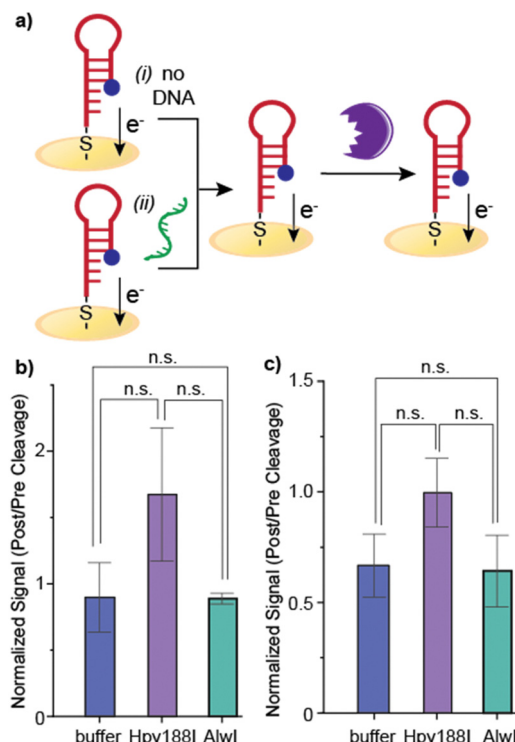 a)
(i) no
DNA
e-
S
(ii)
e-
S
e-
S
e-
S
b)
n.s.
n.s. n.s.
Normalized Signal (Post/Pre Cleavage)
2
1
0
buffer Hpy188I AlwI
c)
n.s.
n.s. n.s.
Normalized Signal (Post/Pre Cleavage)
1.5
1.0
0.5
0.0
buffer Hpy188I AlwI